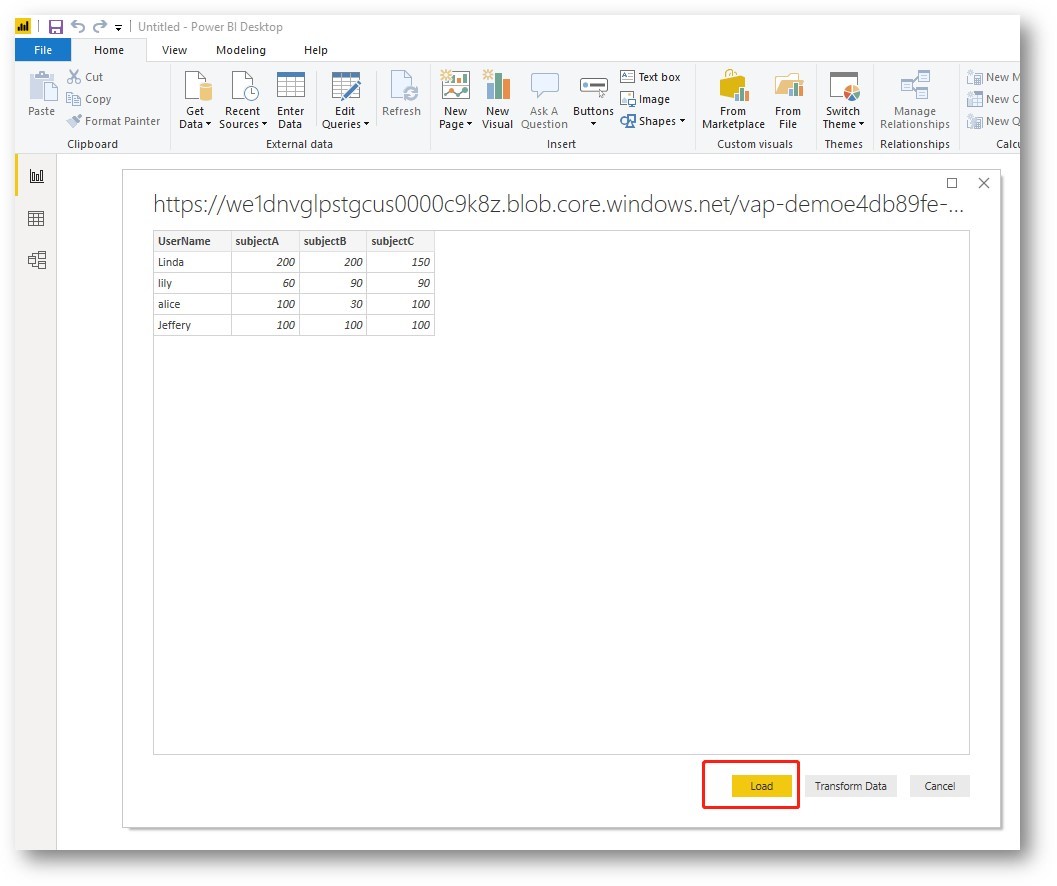 Untitled - Power BI Desktop
File Home View Modeling Help
Paste
Cut
Copy
Format Painter
Clipboard
Get Data
Recent Sources
Enter Data
Edit Queries
Refresh
External data
New Page
New Visual
Ask A Question
Buttons
Text box
Image
Shapes
Insert
From Marketplace
From File
Custom visuals
Switch Theme
Themes
Manage Relationships
Relationships
New M
New C
New Q
Calcu
https://we1dnvglpstgcus0000c9k8z.blob.core.windows.net/vap-demoe4db89fe-...
UserName subjectA subjectB subjectC
Linda 200 200 150
lily 60 90 90
alice 100 30 100
Jeffery 100 100 100
Load Transform Data Cancel